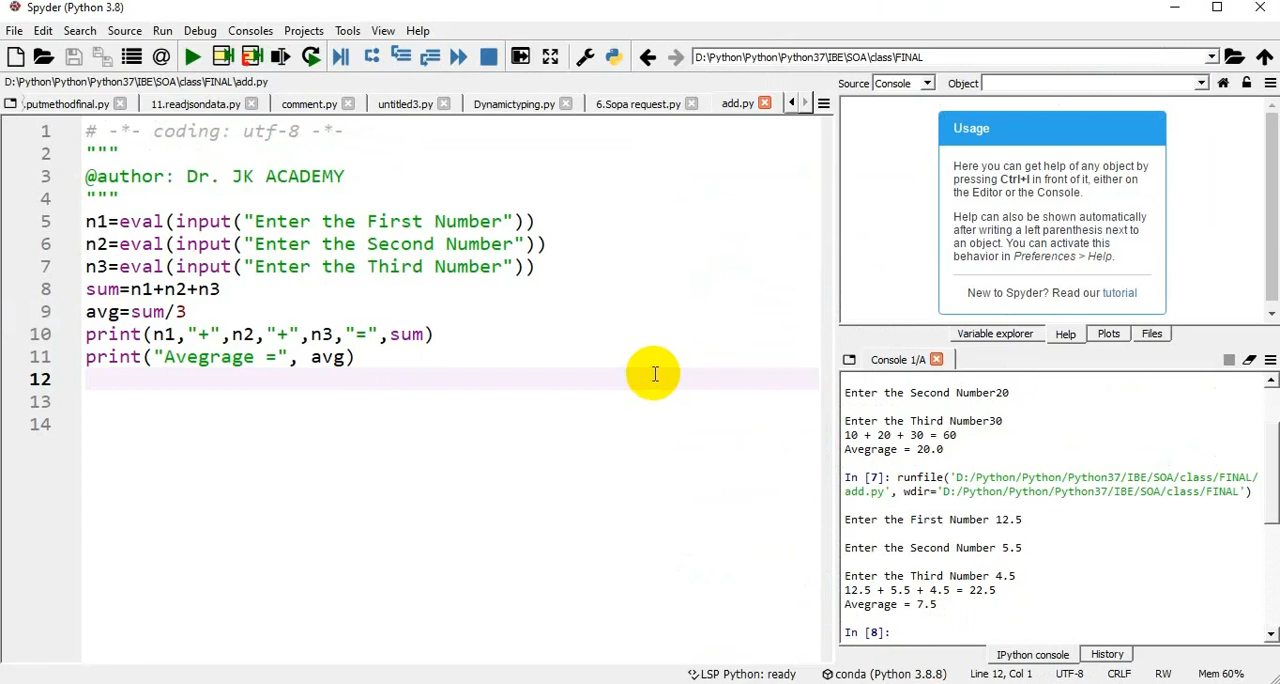 Spyder (Python 3.8)
File Edit Search Source Run Debug Consoles Projects Tools View Help
D:\Python\Python\Python37\IBE\SOA\class\FINAL
D:\Python\Python\Python37\IBE\SOA\class\FINAL\add.py
.putmethodfinal.py 11.readjsondata.py comment.py untitled3.py Dynamictyping.py 6.Sopa request.py add.py
1 # -*- coding: utf-8 -*-
2 """
3 @author: Dr. JK ACADEMY
4 """
5 n1=eval(input("Enter the First Number"))
6 n2=eval(input("Enter the Second Number"))
7 n3=eval(input("Enter the Third Number"))
8 sum=n1+n2+n3
9 avg=sum/3
10 print(n1,"+",n2,"+",n3,"=",sum)
11 print("Avegrage =", avg)
12
13
14
Source Console Object
Usage
Here you can get help of any object by
pressing Ctrl+I in front of it, either on
the Editor or the Console.
Help can also be shown automatically
after writing a left parenthesis next to
an object. You can activate this
behavior in Preferences > Help.
New to Spyder? Read our tutorial
Variable explorer Help Plots Files
Console 1/A
Enter the Second Number20
Enter the Third Number30
10 + 20 + 30 = 60
Avegrage = 20.0
In [7]: runfile('D:/Python/Python/Python37/IBE/SOA/class/FINAL/
add.py', wdir='D:/Python/Python/Python37/IBE/SOA/class/FINAL')
Enter the First Number 12.5
Enter the Second Number 5.5
Enter the Third Number 4.5
12.5 + 5.5 + 4.5 = 22.5
Avegrage = 7.5
In [8]:
IPython console History
LSP Python: ready conda (Python 3.8.8) Line 12, Col 1 UTF-8 CRLF RW Mem 60%